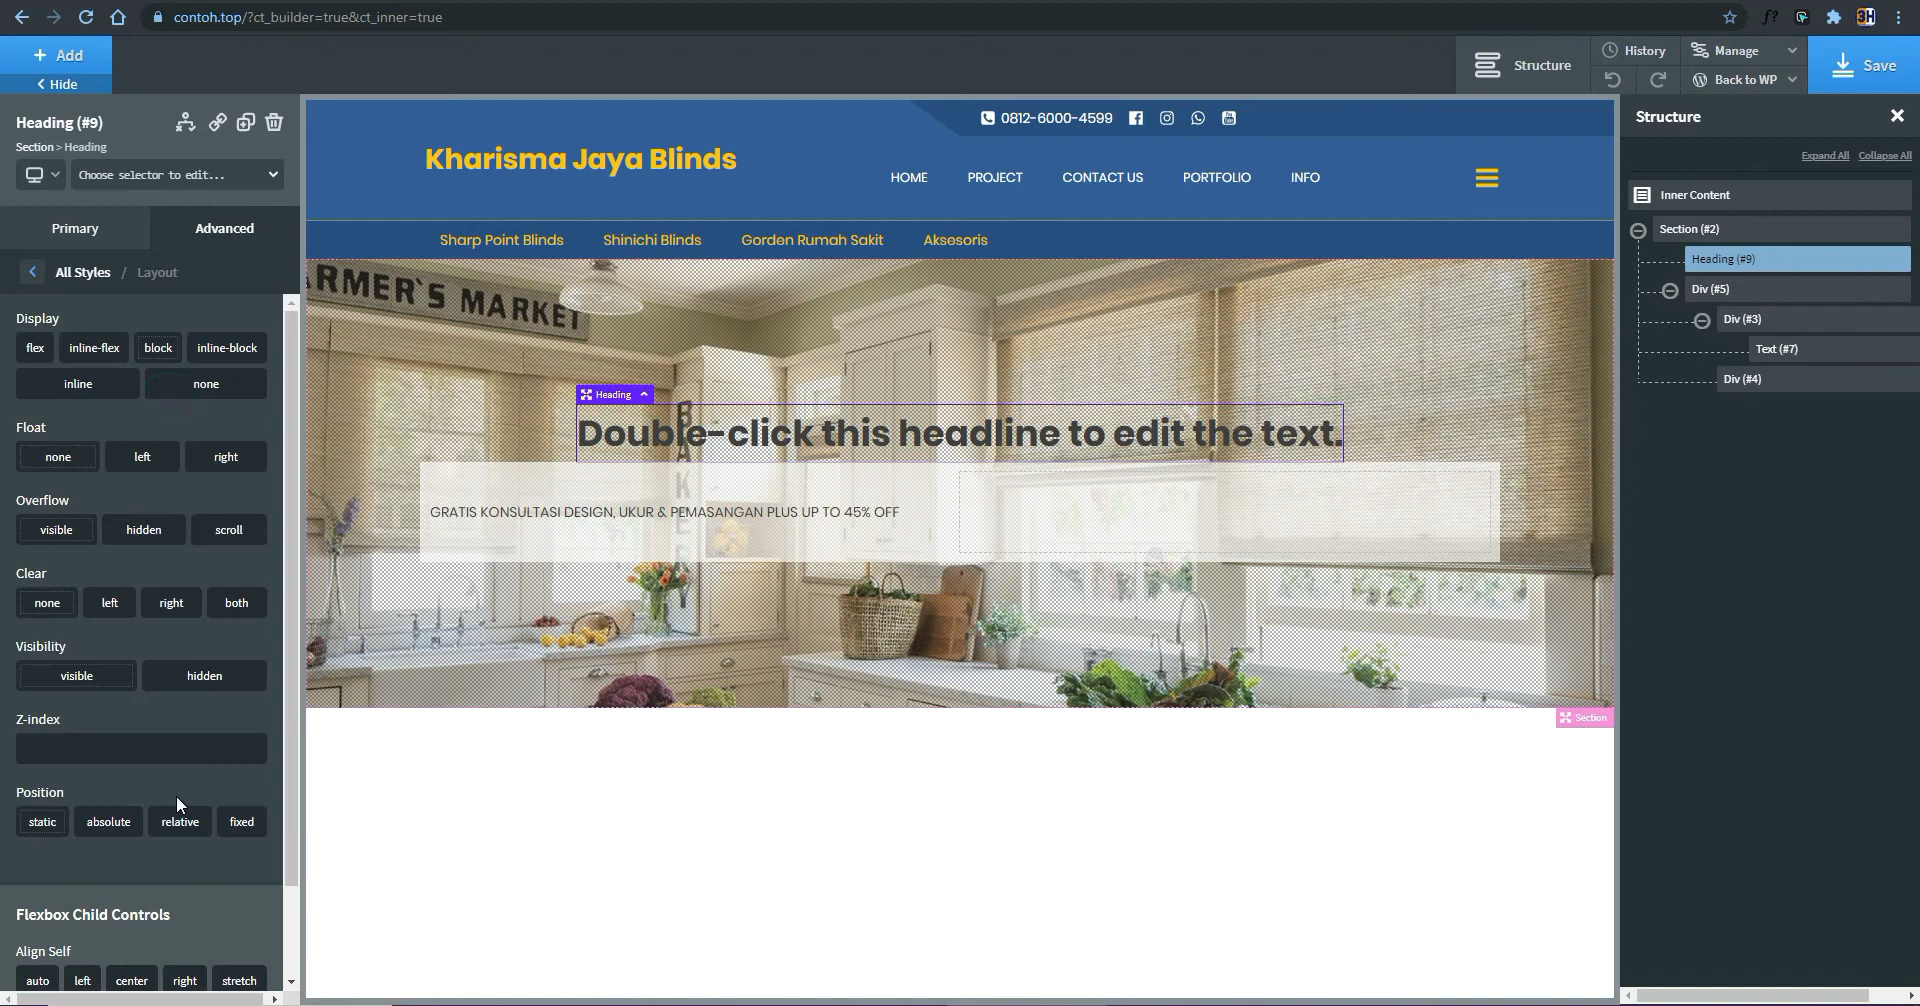 contoh.top/?ct_builder=true&ct_inner=true
f?
3H
+ Add
Hide
Structure
History
Manage
Back to WP
Save
Heading (#9)
Section > Heading
Choose selector to edit...
Primary
Advanced
All Styles / Layout
Display
flex
inline-flex
block
inline-block
inline
none
Float
none
left
right
Overflow
visible
hidden
scroll
Clear
none
left
right
both
Visibility
visible
hidden
Z-index
Position
static
absolute
relative
fixed
Flexbox Child Controls
Align Self
auto
left
center
right
stretch
0812-6000-4599
Kharisma Jaya Blinds
HOME
PROJECT
CONTACT US
PORTFOLIO
INFO
Sharp Point Blinds
Shinichi Blinds
Gorden Rumah Sakit
Aksesoris
ARMER'S MARKET
BAKERY
Heading
Double-click this headline to edit the text.
GRATIS KONSULTASI DESIGN, UKUR & PEMASANGAN PLUS UP TO 45% OFF
Section
Structure
Expand All
Collapse All
Inner Content
Section (#2)
Heading (#9)
Div (#5)
Div (#3)
Text (#7)
Div (#4)